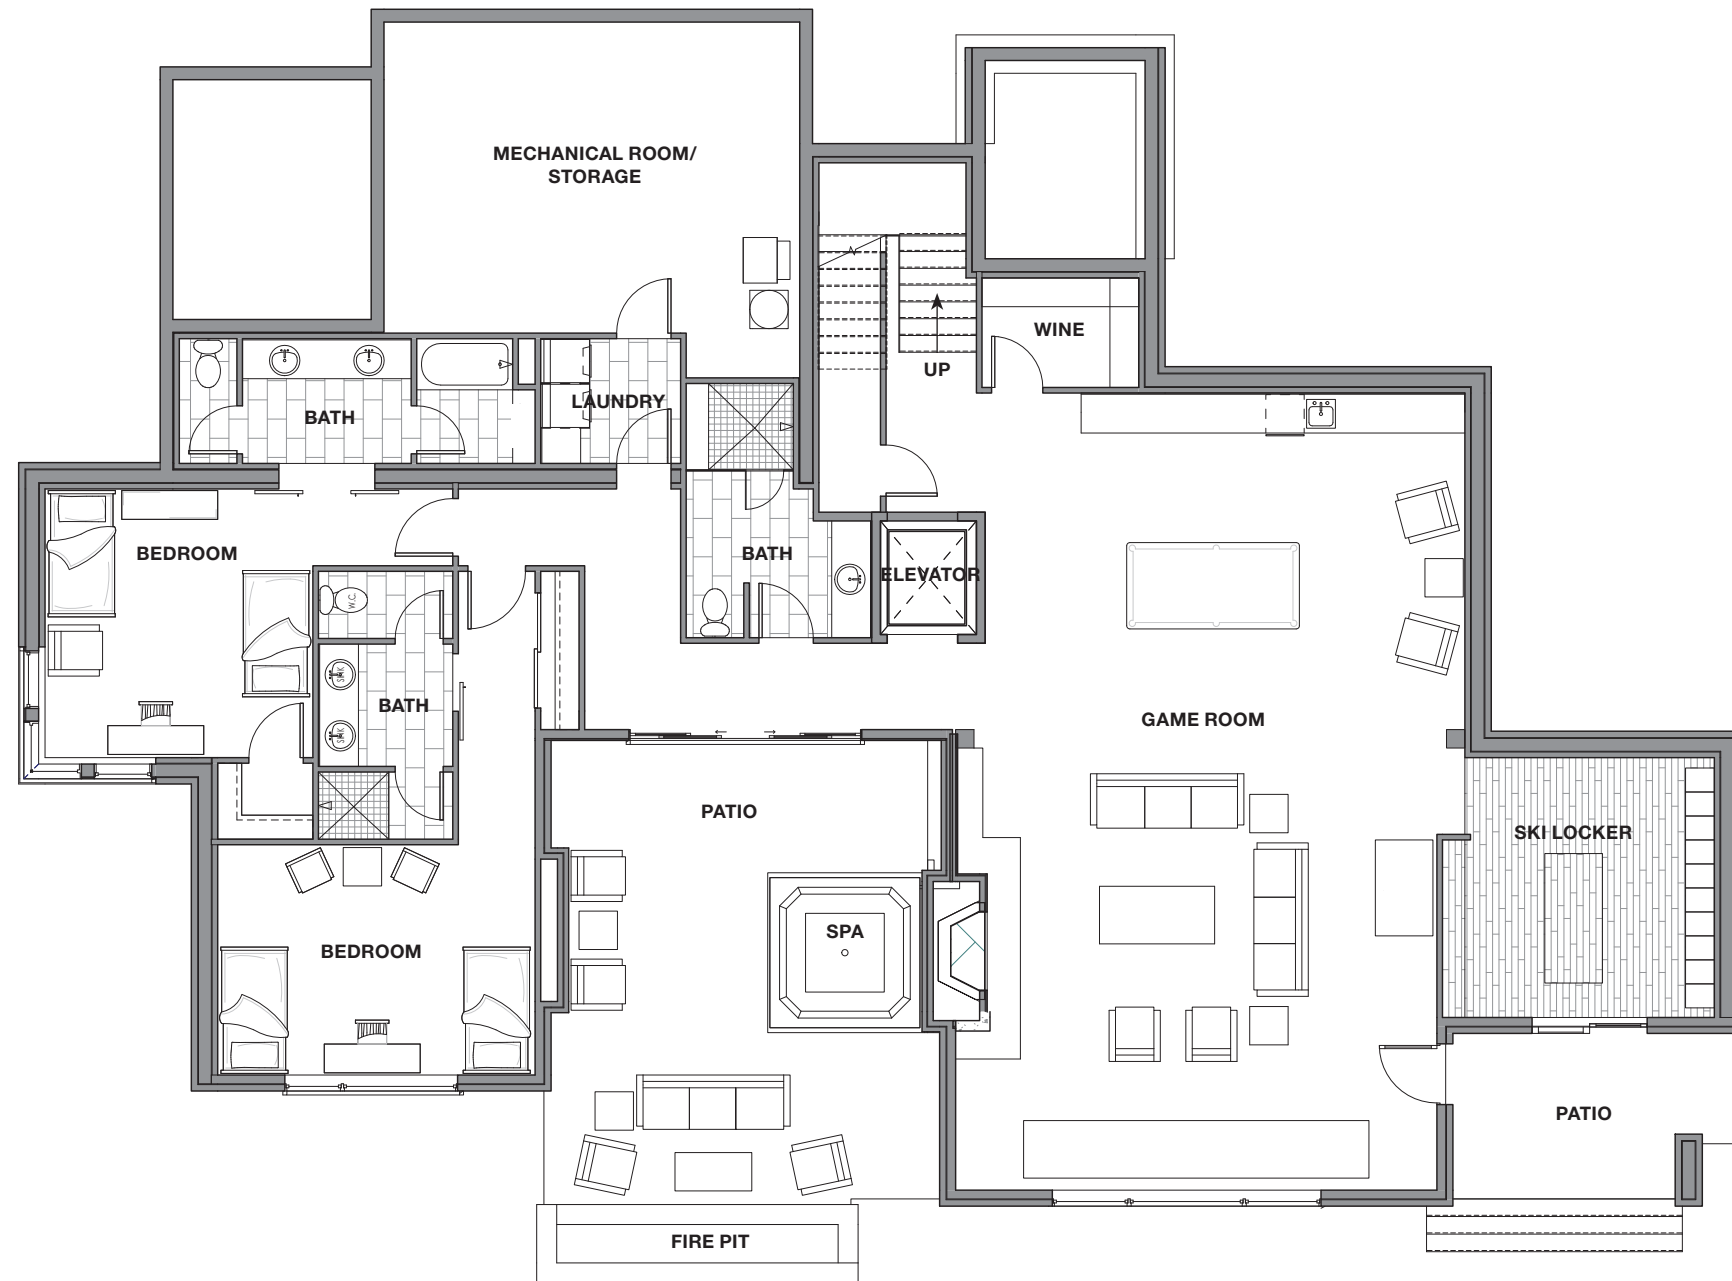 MECHANICAL ROOM/
STORAGE
WINE
UP
LAUNDRY
BATH
BEDROOM
BATH
ELEVATOR
W.C.
SINK
BATH
SINK
GAME ROOM
PATIO
SKI LOCKER
SPA
BEDROOM
PATIO
FIRE PIT